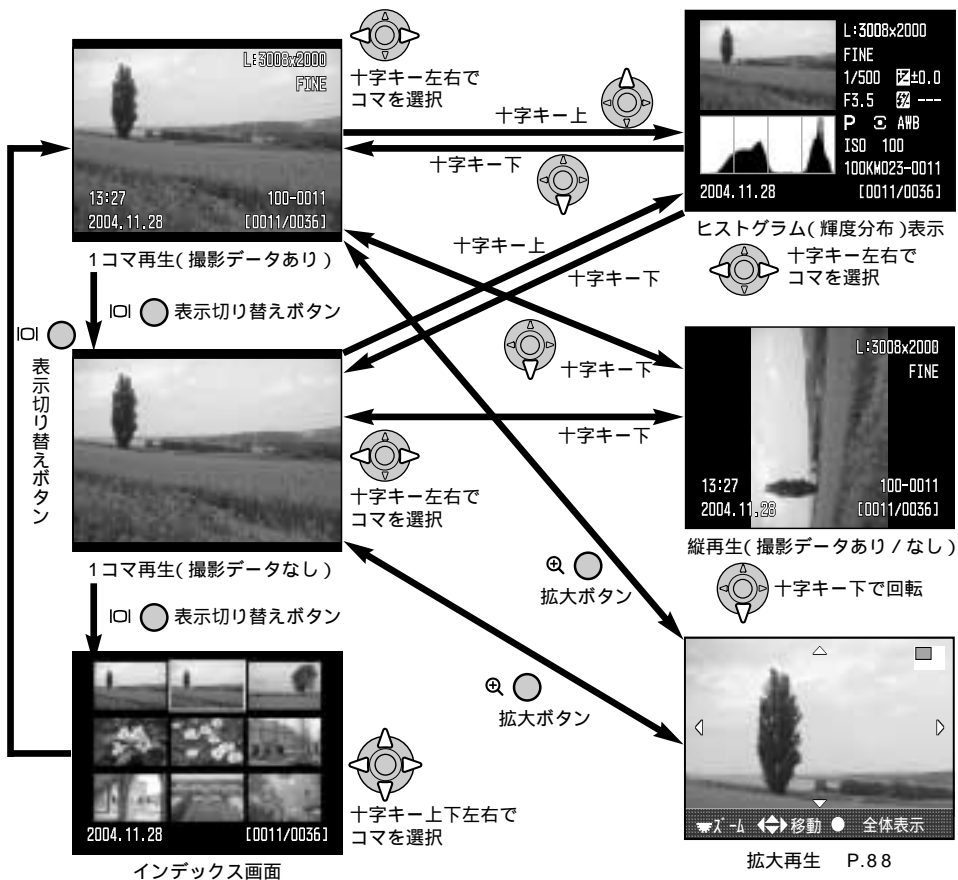 L:3008x2000
FINE
13:27
100-0011
2004.11.28
[0011/0036]
1コマ再生(撮影データあり)
十字キー左右で
コマを選択
十字キー上
十字キー下
L:3008x2000
FINE
1/500 ±0.0
F3.5 ---
P AWB
ISO 100
100KM023-0011
2004.11.28
[0011/0036]
ヒストグラム(輝度分布)表示
十字キー左右で
コマを選択
十字キー上
十字キー下
表示切り替えボタン
表示切り替えボタン
十字キー下
十字キー下
1コマ再生(撮影データなし)
十字キー左右で
コマを選択
L:3008x2000
FINE
13:27
100-0011
2004.11.28
[0011/0036]
縦再生(撮影データあり/なし)
十字キー下で回転
表示切り替えボタン
拡大ボタン
拡大ボタン
2004.11.28
[0011/0036]
インデックス画面
十字キー上下左右で
コマを選択
ズーム 移動 全体表示
拡大再生 P.88